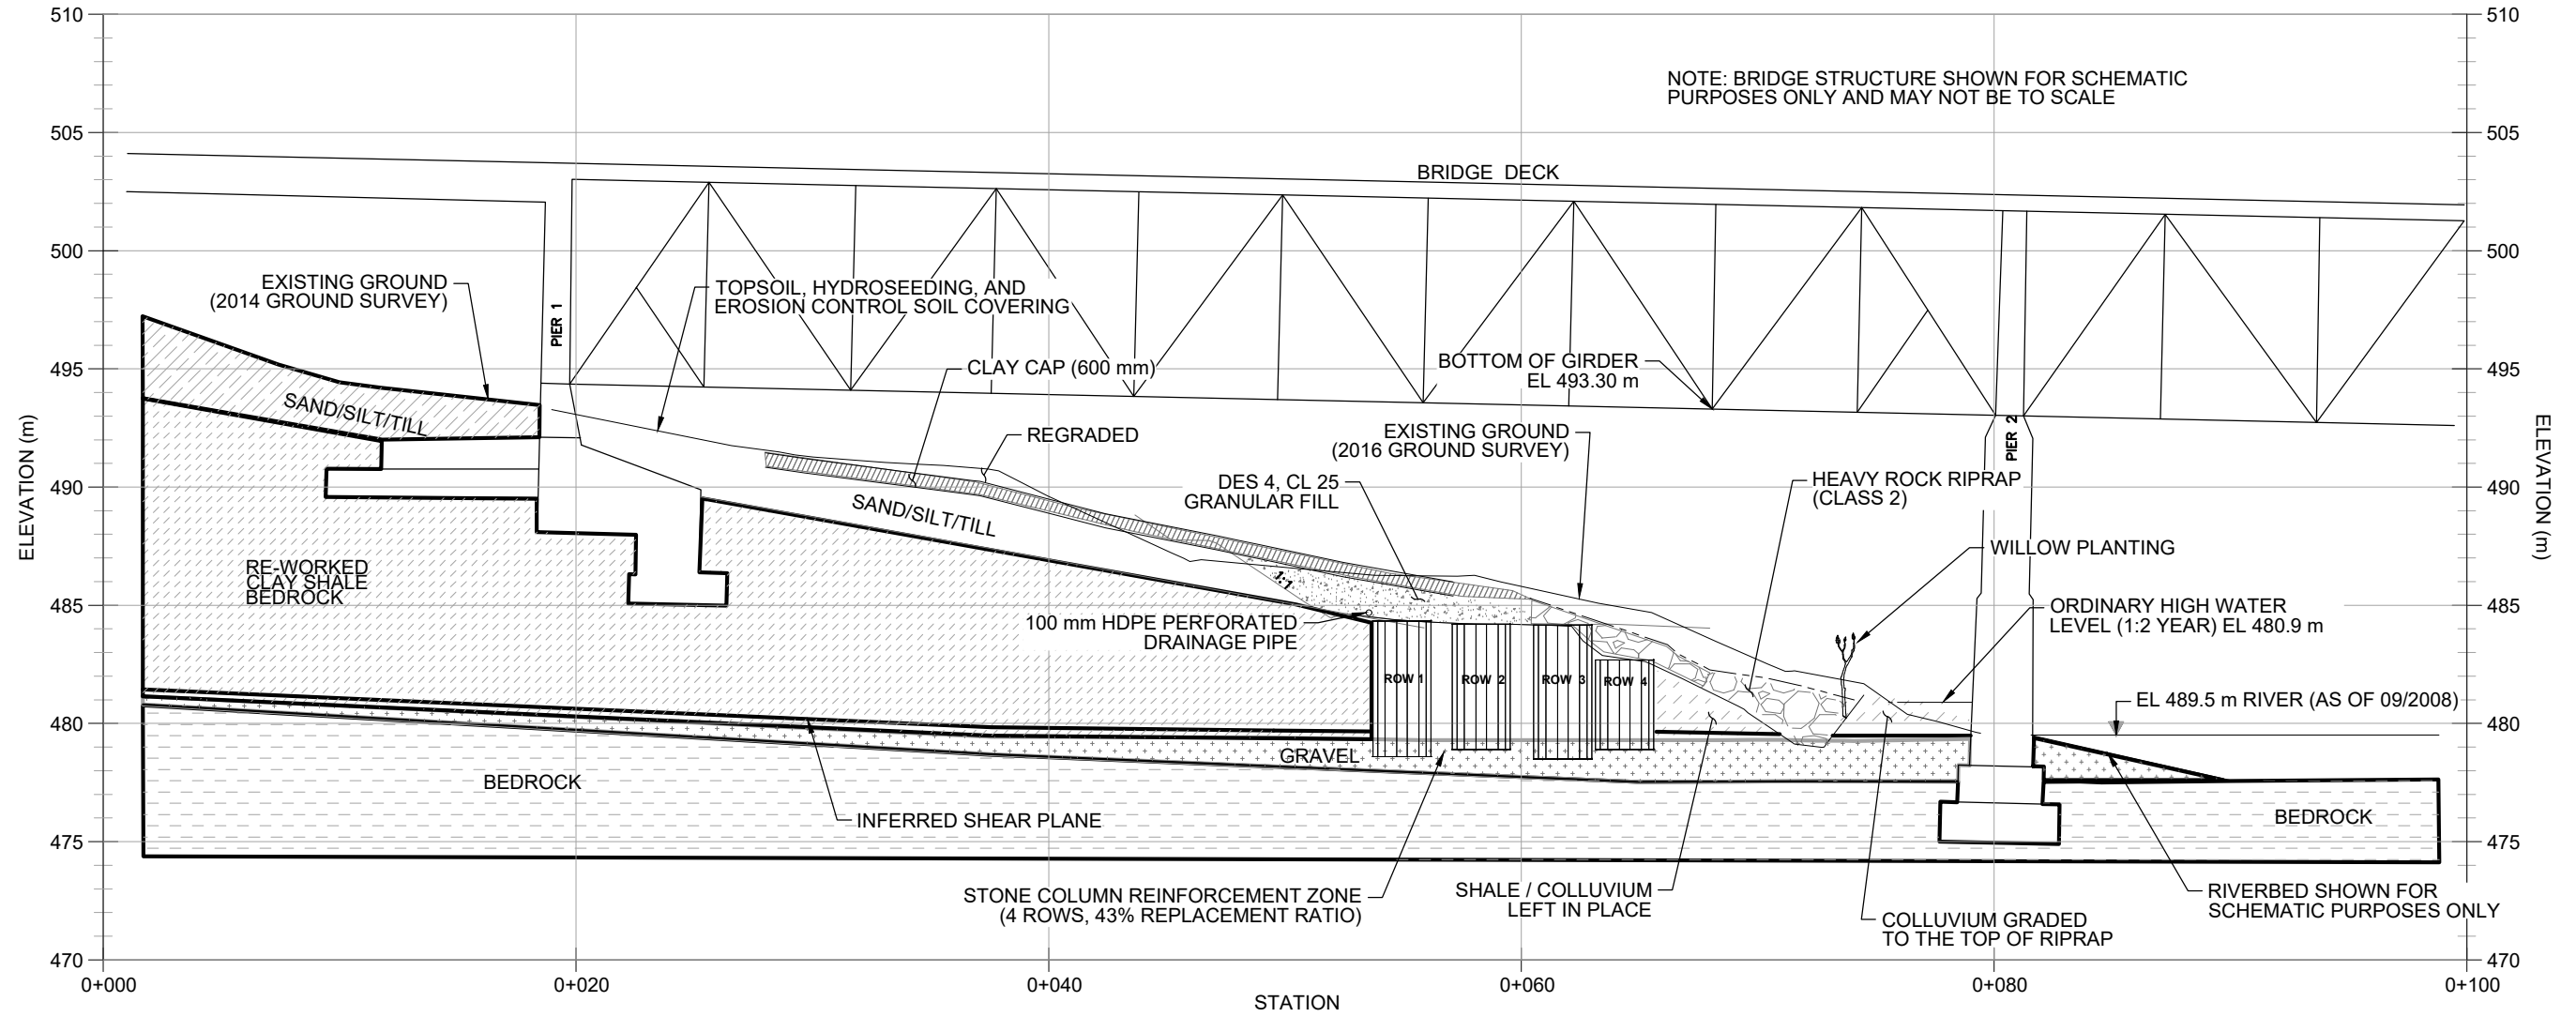 510
510
NOTE: BRIDGE STRUCTURE SHOWN FOR SCHEMATIC
PURPOSES ONLY AND MAY NOT BE TO SCALE
505
505
BRIDGE DECK
500
500
EXISTING GROUND
(2014 GROUND SURVEY)
TOPSOIL, HYDROSEEDING, AND
EROSION CONTROL SOIL COVERING
PIER 1
CLAY CAP (600 mm)
BOTTOM OF GIRDER
EL 493.30 m
495
495
SAND/SILT/TILL
REGRADED
EXISTING GROUND
(2016 GROUND SURVEY)
PIER 2
ELEVATION (m)
ELEVATION (m)
DES 4, CL 25
GRANULAR FILL
HEAVY ROCK RIPRAP
(CLASS 2)
490
490
SAND/SILT/TILL
WILLOW PLANTING
RE-WORKED
CLAY SHALE
BEDROCK
1:1
485
485
100 mm HDPE PERFORATED
DRAINAGE PIPE
ORDINARY HIGH WATER
LEVEL (1:2 YEAR) EL 480.9 m
ROW 1
ROW 2
ROW 3
ROW 4
EL 489.5 m RIVER (AS OF 09/2008)
480
480
GRAVEL
BEDROCK
INFERRED SHEAR PLANE
BEDROCK
475
475
STONE COLUMN REINFORCEMENT ZONE
(4 ROWS, 43% REPLACEMENT RATIO)
SHALE / COLLUVIUM
LEFT IN PLACE
COLLUVIUM GRADED
TO THE TOP OF RIPRAP
RIVERBED SHOWN FOR
SCHEMATIC PURPOSES ONLY
470
470
0+000
0+020
0+040
0+060
0+080
0+100
STATION